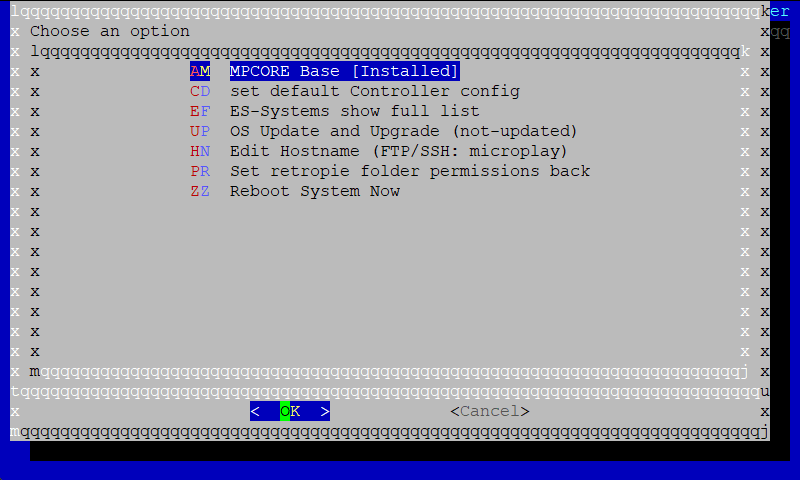 lqqqqqqqqqqqqqqqqqqqqqqqqqqqqqqqqqqqqqqqqqqqqqqqqqqqqqqqqqqqqqqqqqqqqqqqqqqker
x Choose an option                                                         xqq
x lqqqqqqqqqqqqqqqqqqqqqqqqqqqqqqqqqqqqqqqqqqqqqqqqqqqqqqqqqqqqqqqqqqqqqqk x
x x               AM  MPCORE Base [Installed]                            x x
x x               CD  set default Controller config                      x x
x x               EF  ES-Systems show full list                          x x
x x               UP  OS Update and Upgrade (not-updated)                x x
x x               HN  Edit Hostname (FTP/SSH: microplay)                 x x
x x               PR  Set retropie folder permissions back               x x
x x               ZZ  Reboot System Now                                  x x
x x                                                                      x x
x x                                                                      x x
x x                                                                      x x
x x                                                                      x x
x x                                                                      x x
x x                                                                      x x
x x                                                                      x x
x x                                                                      x x
x mqqqqqqqqqqqqqqqqqqqqqqqqqqqqqqqqqqqqqqqqqqqqqqqqqqqqqqqqqqqqqqqqqqqqqqj x
tqqqqqqqqqqqqqqqqqqqqqqqqqqqqqqqqqqqqqqqqqqqqqqqqqqqqqqqqqqqqqqqqqqqqqqqqqqu
x                       <  OK  >            <Cancel>                       x
mqqqqqqqqqqqqqqqqqqqqqqqqqqqqqqqqqqqqqqqqqqqqqqqqqqqqqqqqqqqqqqqqqqqqqqqqqqj